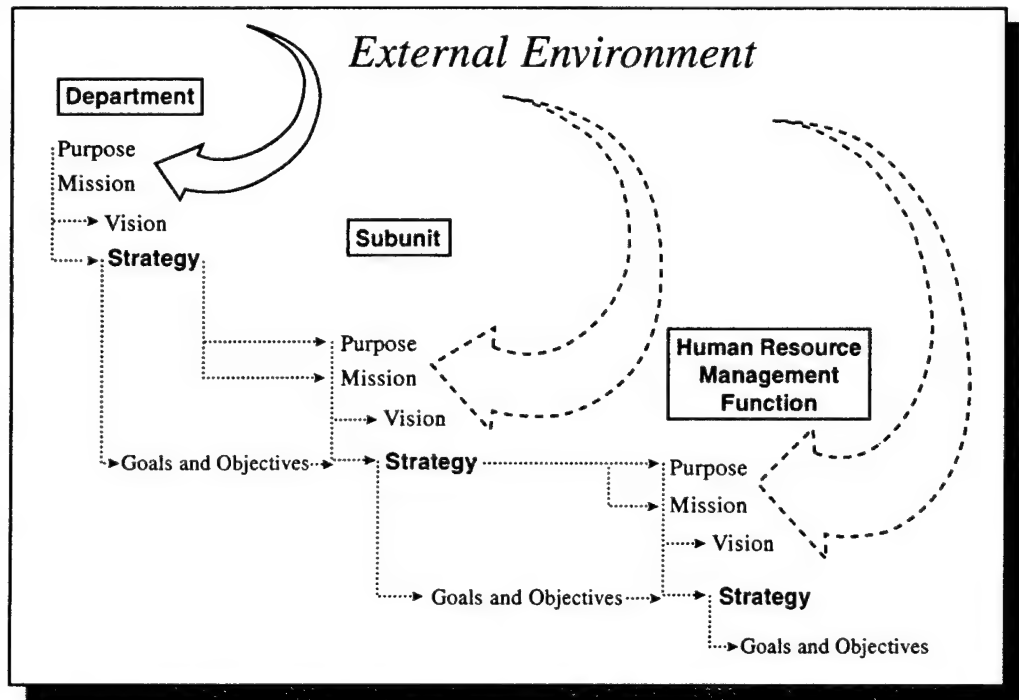 External Environment
Department
Purpose
Mission
Vision
Strategy
Subunit
Purpose
Mission
Vision
Goals and Objectives
Strategy
Human Resource
Management
Function
Purpose
Mission
Vision
Goals and Objectives
Strategy
Goals and Objectives